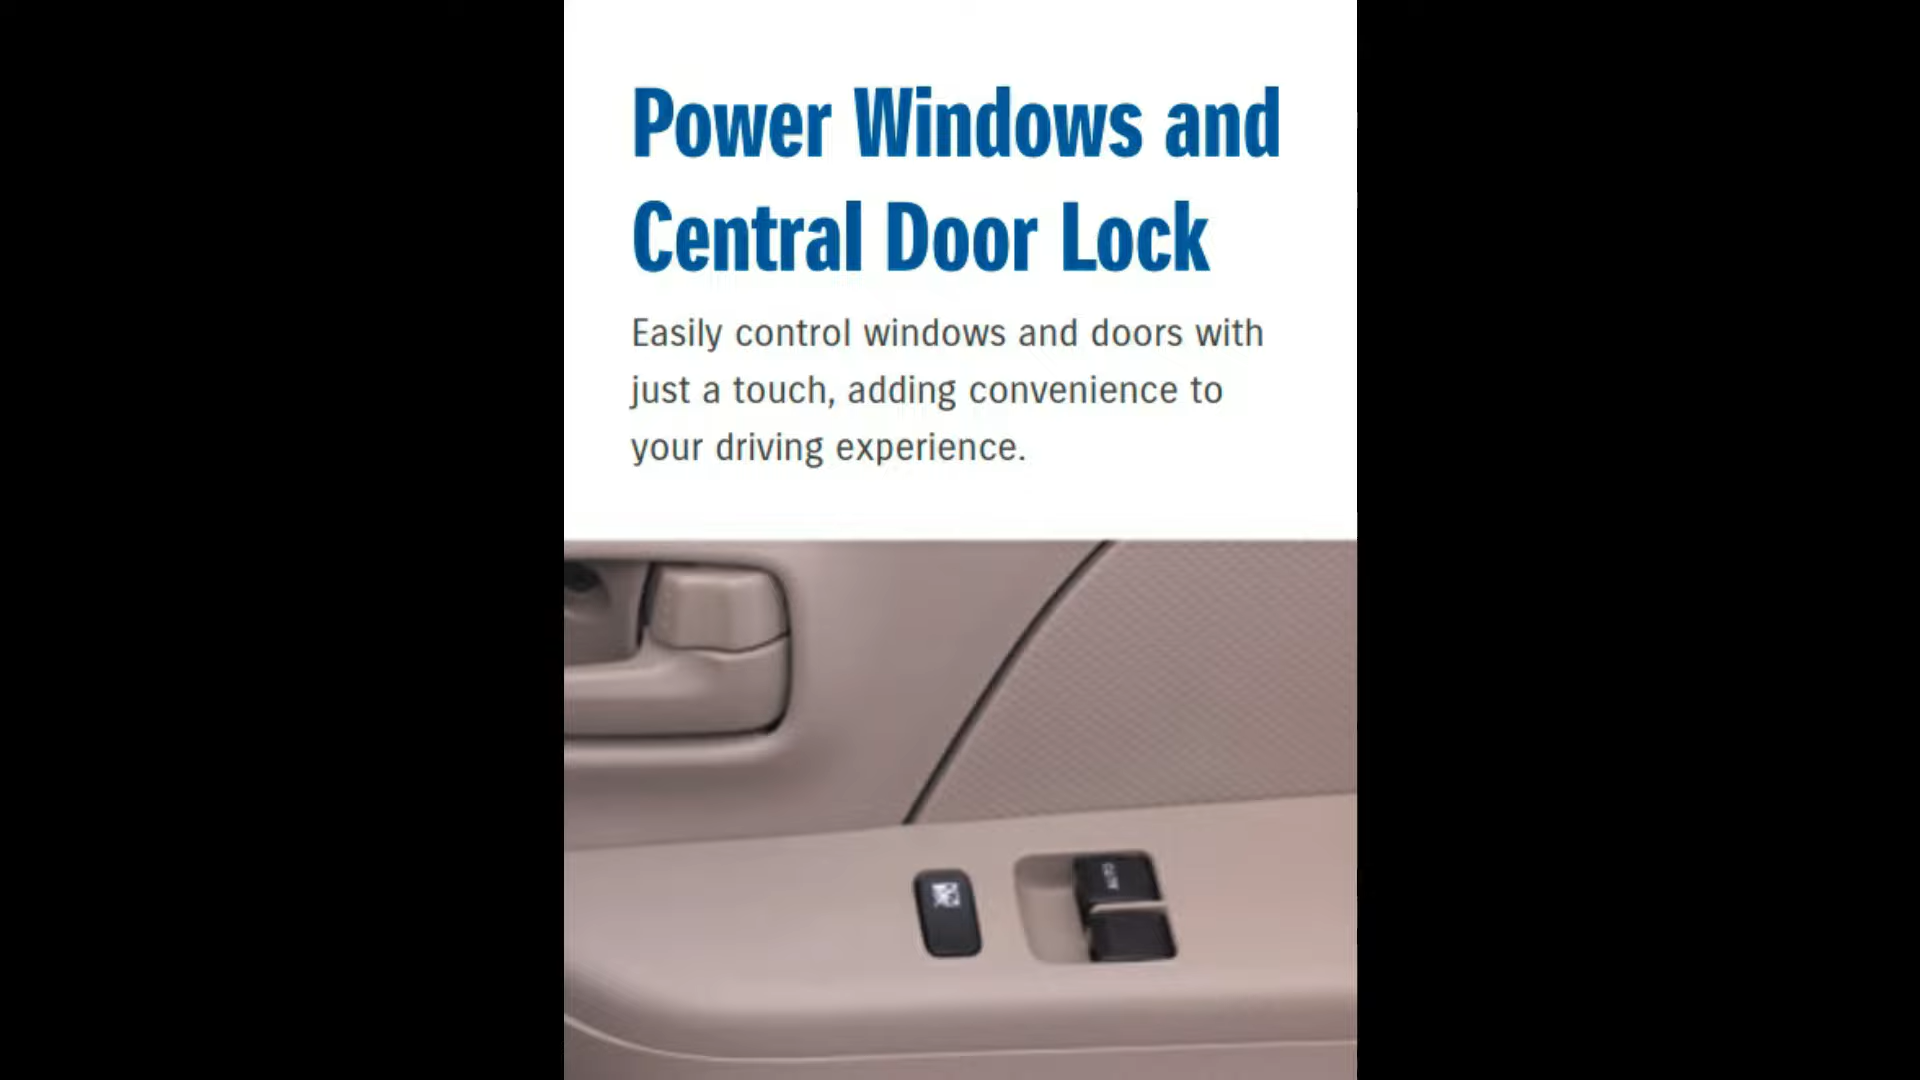 Power Windows and
Central Door Lock
Easily control windows and doors with
just a touch, adding convenience to
your driving experience.
AUTO